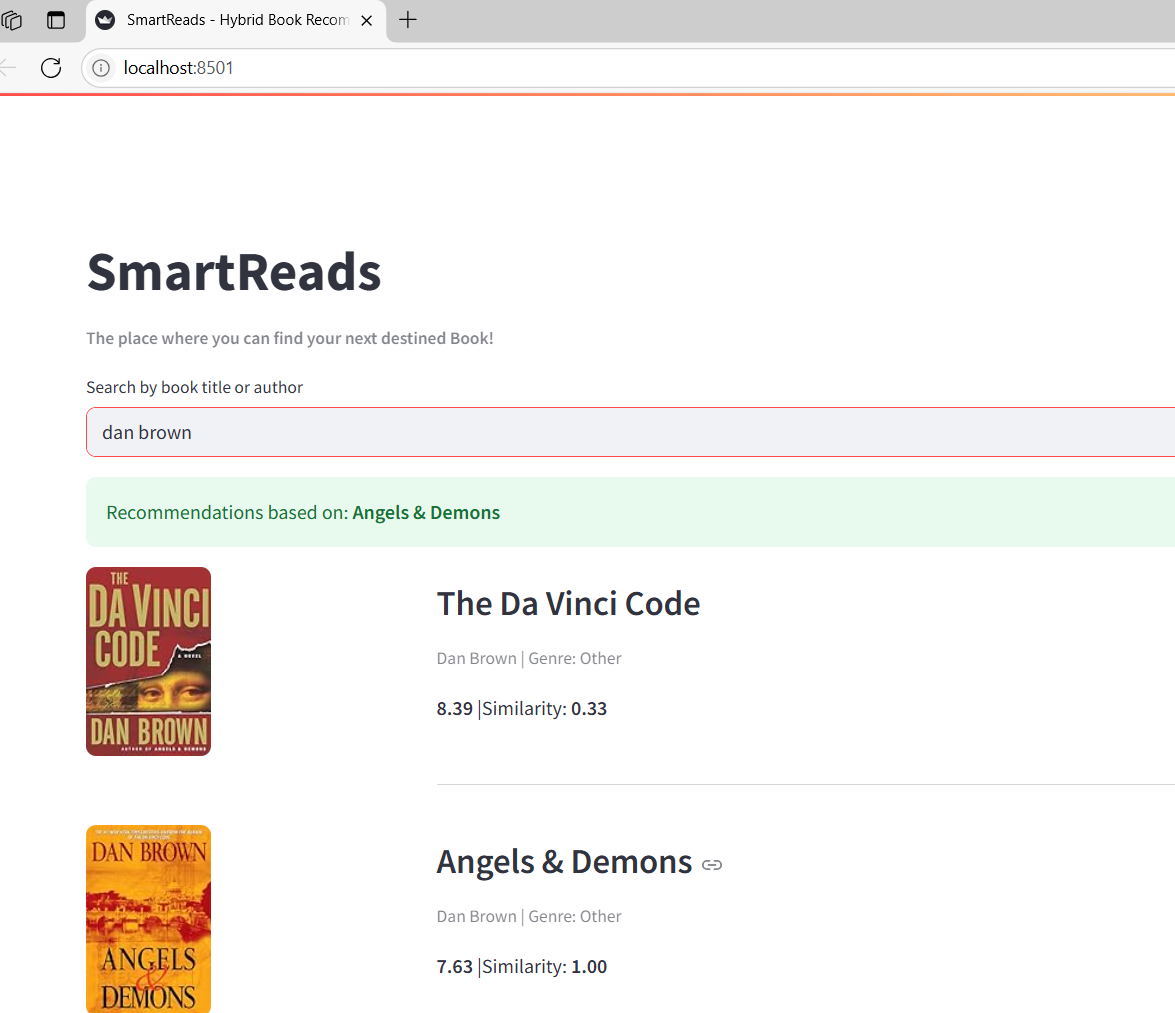 SmartReads - Hybrid Book Recom
localhost:8501
SmartReads
The place where you can find your next destined Book!
Search by book title or author
dan brown
Recommendations based on: Angels & Demons
THE
DA VINCI
CODE
A NOVEL
DAN BROWN
AUTHOR OF ANGELS & DEMONS
The Da Vinci Code
Dan Brown | Genre: Other
8.39 |Similarity: 0.33
DAN BROWN
ANGELS
&
DEMONS
Angels & Demons
Dan Brown | Genre: Other
7.63 |Similarity: 1.00